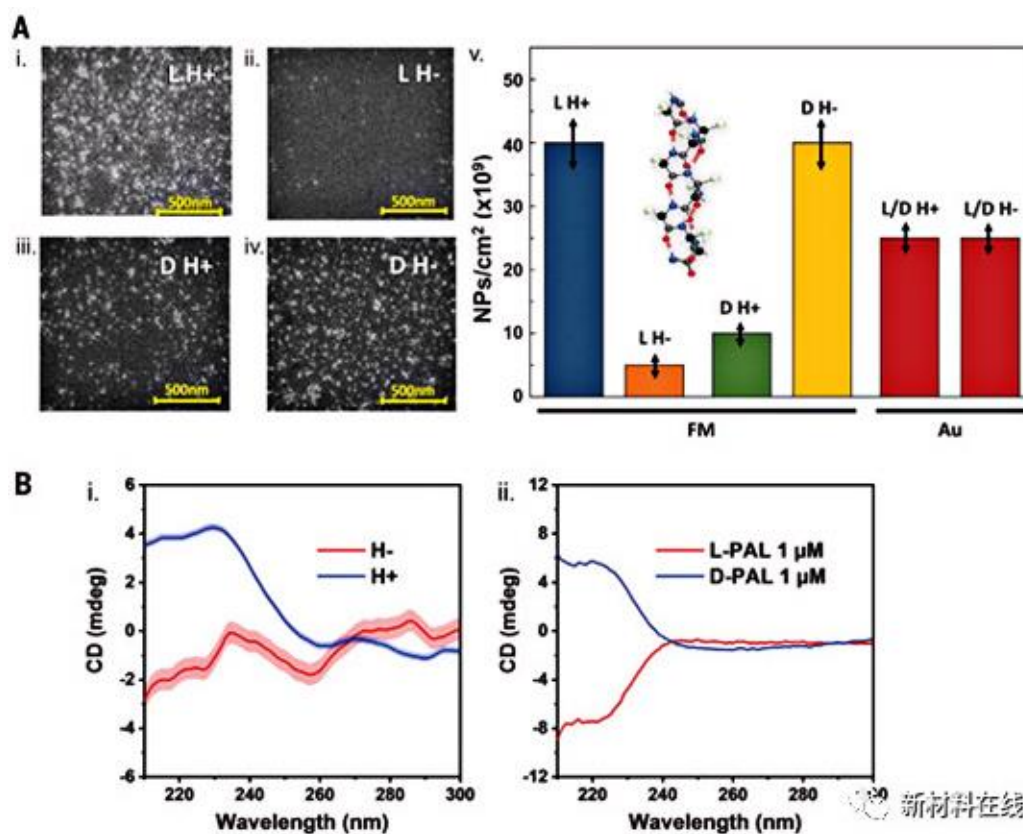 A
i.
L H+
500nm
ii.
L H-
500nm
iii.
D H+
500nm
iv.
D H-
500nm
v.
NPs/cm² (x10⁹)
50
40
30
20
10
0
L H+
L H-
D H+
D H-
L/D H+
L/D H-
FM
Au
B
i.
CD (mdeg)
6
4
2
0
-2
-4
-6
H-
H+
220 240 260 280 300
Wavelength (nm)
ii.
CD (mdeg)
12
8
4
0
-4
-8
-12
L-PAL 1 µM
D-PAL 1 µM
220 240 260 280
Wavelength (nm)
新材料在线